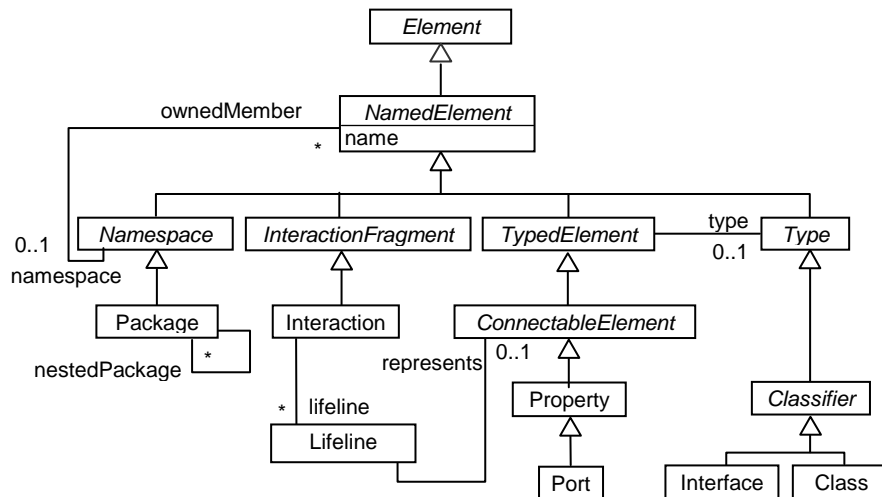 Element
ownedMember
NamedElement
*
name
Namespace
InteractionFragment
TypedElement
type
Type
0..1
0..1
namespace
Package
Interaction
ConnectableElement
*
nestedPackage
represents
0..1
Property
Classifier
*
lifeline
Lifeline
Port
Interface
Class